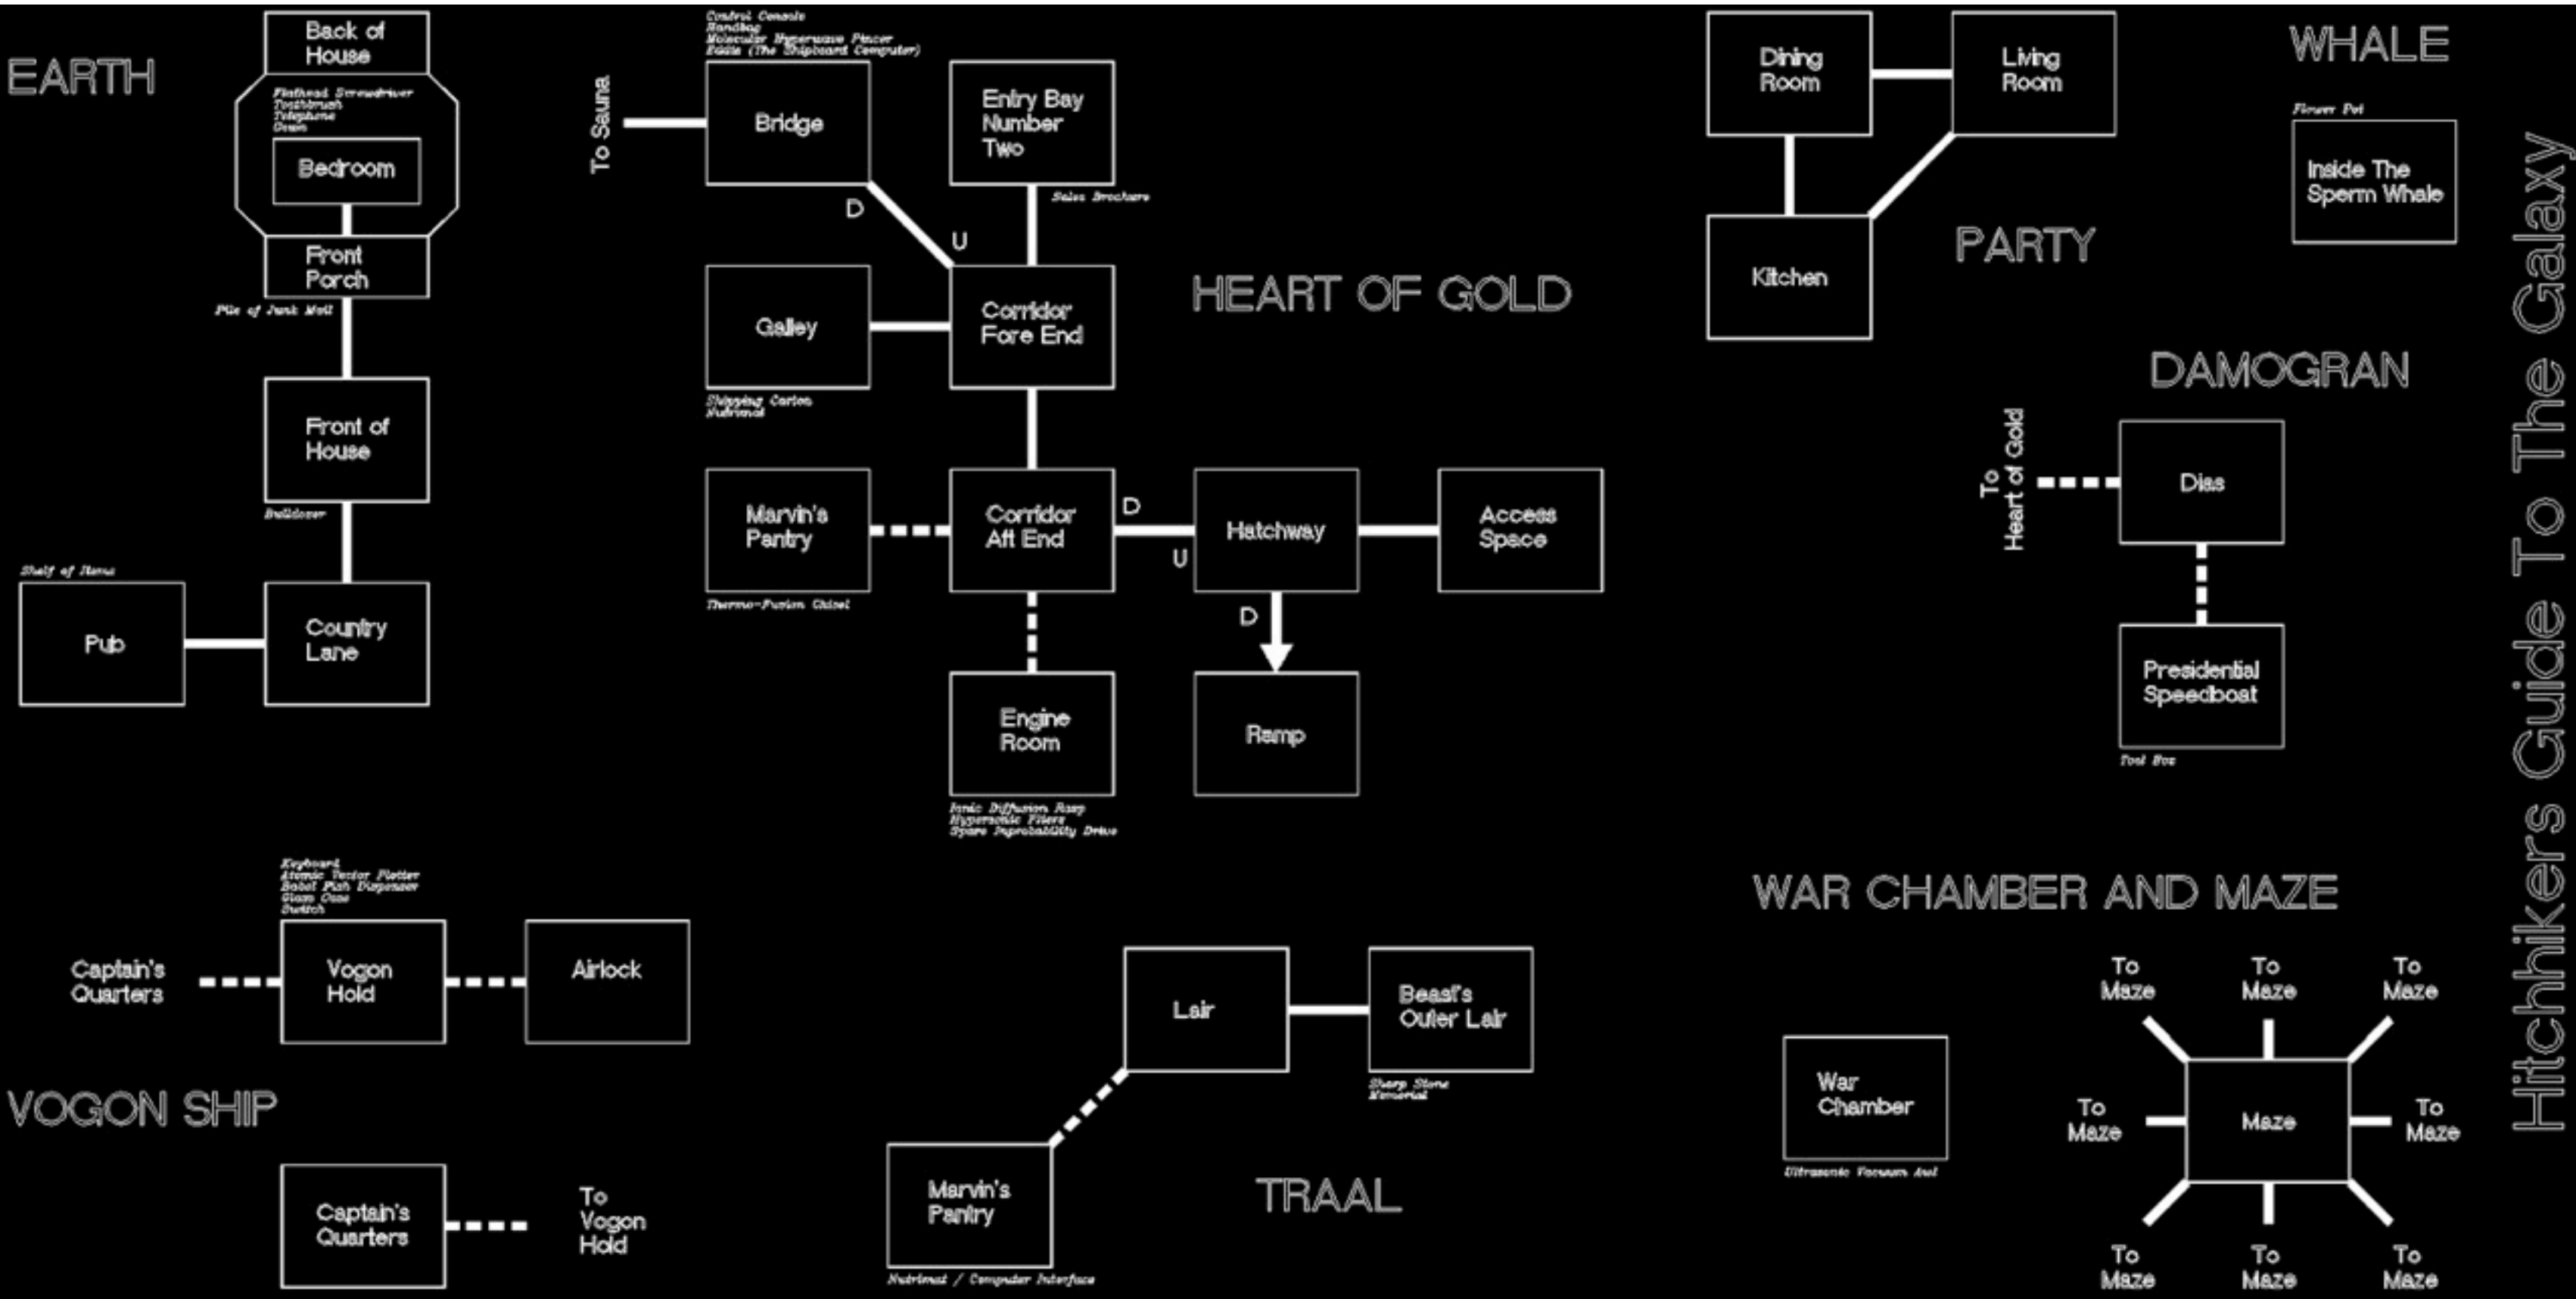 EARTH
Back of
House
Flathead Screwdriver
Toothbrush
Telephone
Gown
Bedroom
Front
Porch
Pile of Junk Mail
Front of
House
Bulldozer
Shelf of Items
Pub
Country
Lane
HEART OF GOLD
Control Console
Handbag
Molecular Hyperwave Pincer
Eddie (The Shipboard Computer)
To Sauna
Bridge
Entry Bay
Number
Two
Sales Brochure
D
U
Galley
Corridor
Fore End
Shipping Carton
Nutrimat
Marvin's
Pantry
Thermo-Fusion Chisel
Corridor
Aft End
D
U
Hatchway
Access
Space
D
Engine
Room
Ramp
Ionic Diffusion Rasp
Hypersonic Pliers
Spare Improbability Drive
PARTY
Dining
Room
Living
Room
Kitchen
WHALE
Flower Pot
Inside The
Sperm Whale
DAMOGRAN
To
Heart of Gold
Dias
Presidential
Speedboat
Tool Box
VOGON SHIP
Keyboard
Atomic Vector Plotter
Babel Fish Dispenser
Glass Case
Switch
Captain's
Quarters
Vogon
Hold
Airlock
Captain's
Quarters
To
Vogon
Hold
TRAAL
Lair
Beast's
Outer Lair
Sharp Stone
Memorial
Marvin's
Pantry
Nutrimat / Computer Interface
WAR CHAMBER AND MAZE
War
Chamber
Ultrasonic Vacuum Awl
To
Maze
To
Maze
To
Maze
To
Maze
Maze
To
Maze
To
Maze
To
Maze
To
Maze
Hitchhikers Guide To The Galaxy